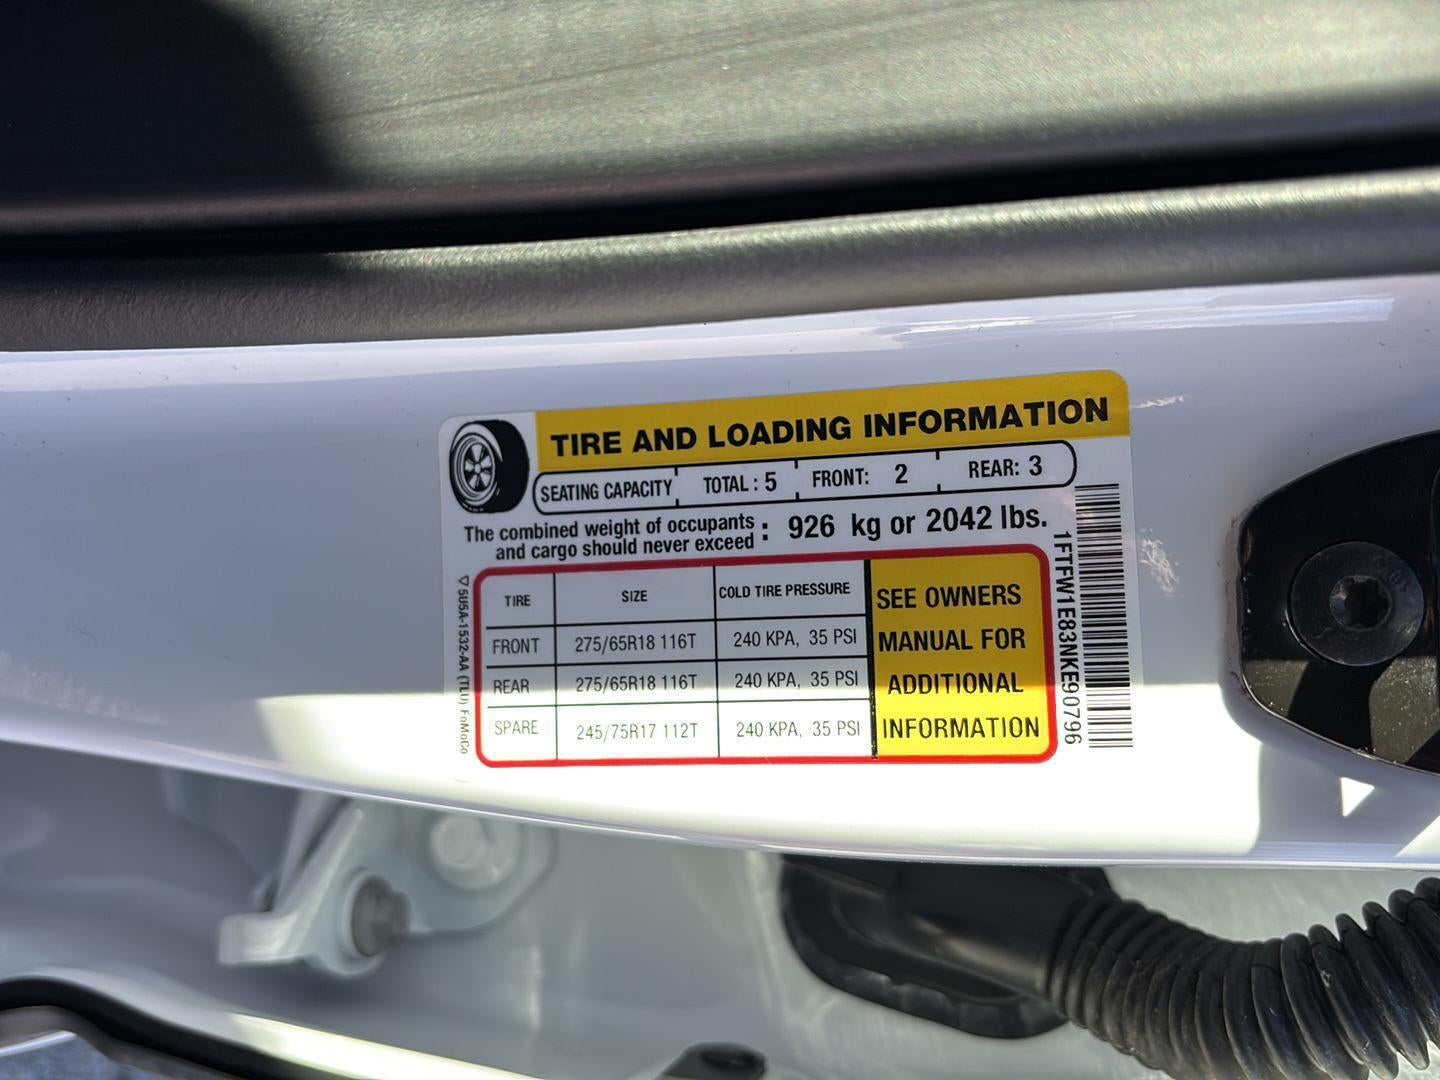 TIRE AND LOADING INFORMATION
SEATING CAPACITY TOTAL : 5 FRONT: 2 REAR: 3
The combined weight of occupants
and cargo should never exceed : 926 kg or 2042 lbs.
TIRE SIZE COLD TIRE PRESSURE
FRONT 275/65R18 116T 240 KPA, 35 PSI
REAR 275/65R18 116T 240 KPA, 35 PSI
SPARE 245/75R17 112T 240 KPA, 35 PSI
SEE OWNERS
MANUAL FOR
ADDITIONAL
INFORMATION
1FTFW1E83NKE90796
▽5U5A-1532-AA (TLU) FoMoCo